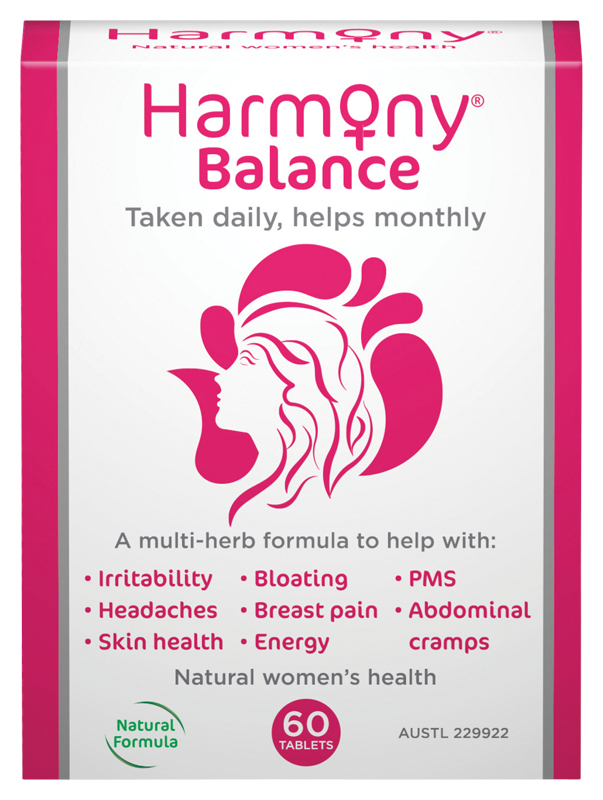 Harmony®
Natural women's health
Harmony®
Balance
Taken daily, helps monthly
A multi-herb formula to help with:
• Irritability • Bloating • PMS
• Headaches • Breast pain • Abdominal
• Skin health • Energy cramps
Natural women's health
Natural
Formula
60
TABLETS
AUSTL 229922